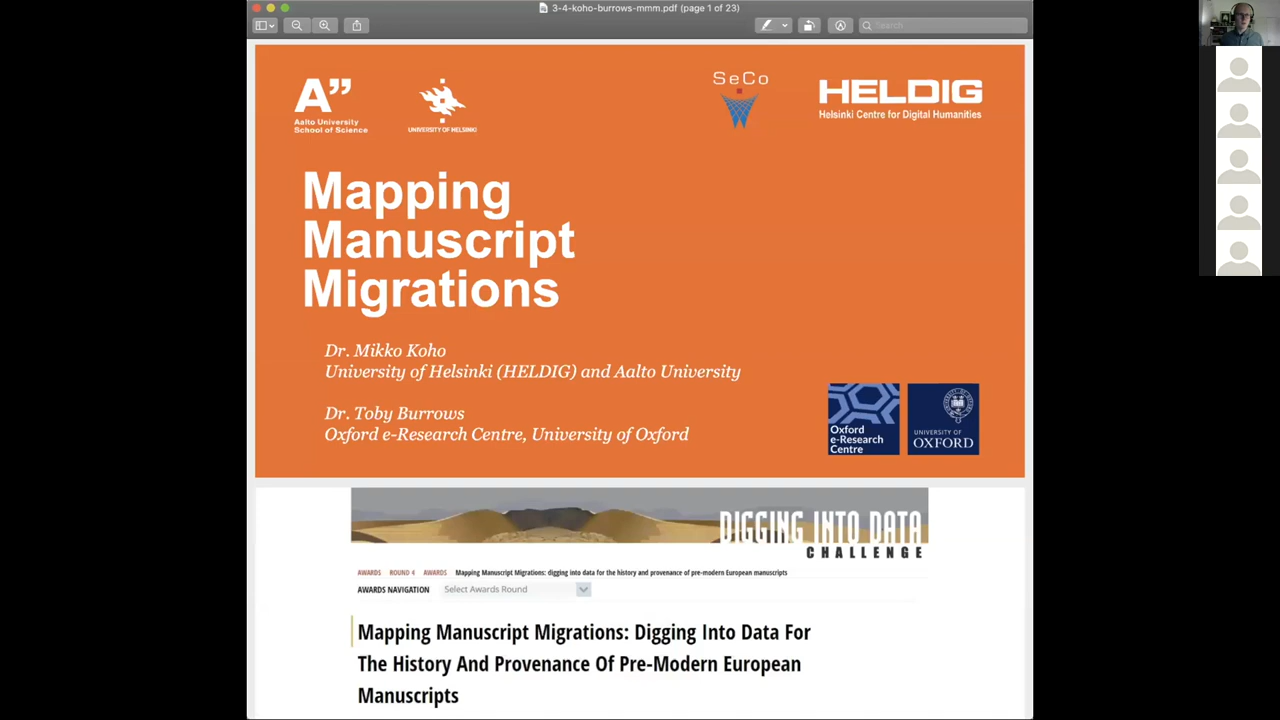 3-4-koho-burrows-mmm.pdf (page 1 of 23)
Search
A”
Aalto University
School of Science
UNIVERSITY OF HELSINKI
SeCo
HELDIG
Helsinki Centre for Digital Humanities
Mapping
Manuscript
Migrations
Dr. Mikko Koho
University of Helsinki (HELDIG) and Aalto University
Dr. Toby Burrows
Oxford e-Research Centre, University of Oxford
Oxford
e-Research
Centre
UNIVERSITY OF
OXFORD
DIGGING INTO DATA
CHALLENGE
AWARDS ROUND 4 AWARDS Mapping Manuscript Migrations: digging into data for the history and provenance of pre-modern European manuscripts
AWARDS NAVIGATION Select Awards Round
Mapping Manuscript Migrations: Digging Into Data For
The History And Provenance Of Pre-Modern European
Manuscripts